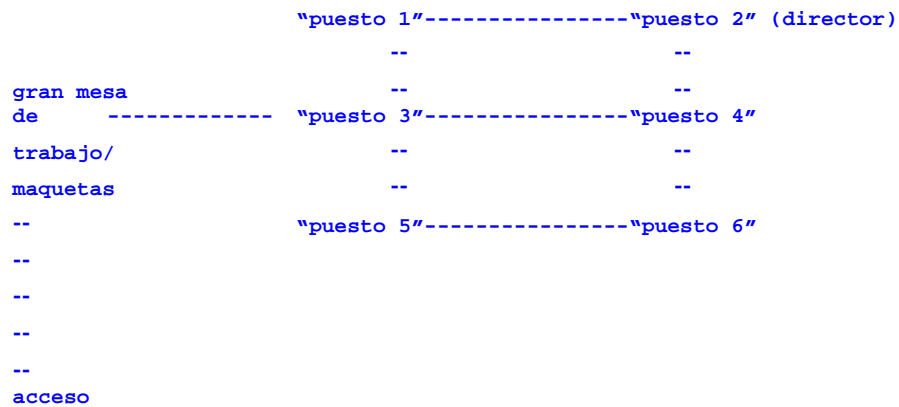 “puesto 1”----------------“puesto 2” (director)
-- --
gran mesa -- --
de ------------- “puesto 3”----------------“puesto 4”
trabajo/ -- --
maquetas -- --
-- “puesto 5”----------------“puesto 6”
--
--
--
--
acceso